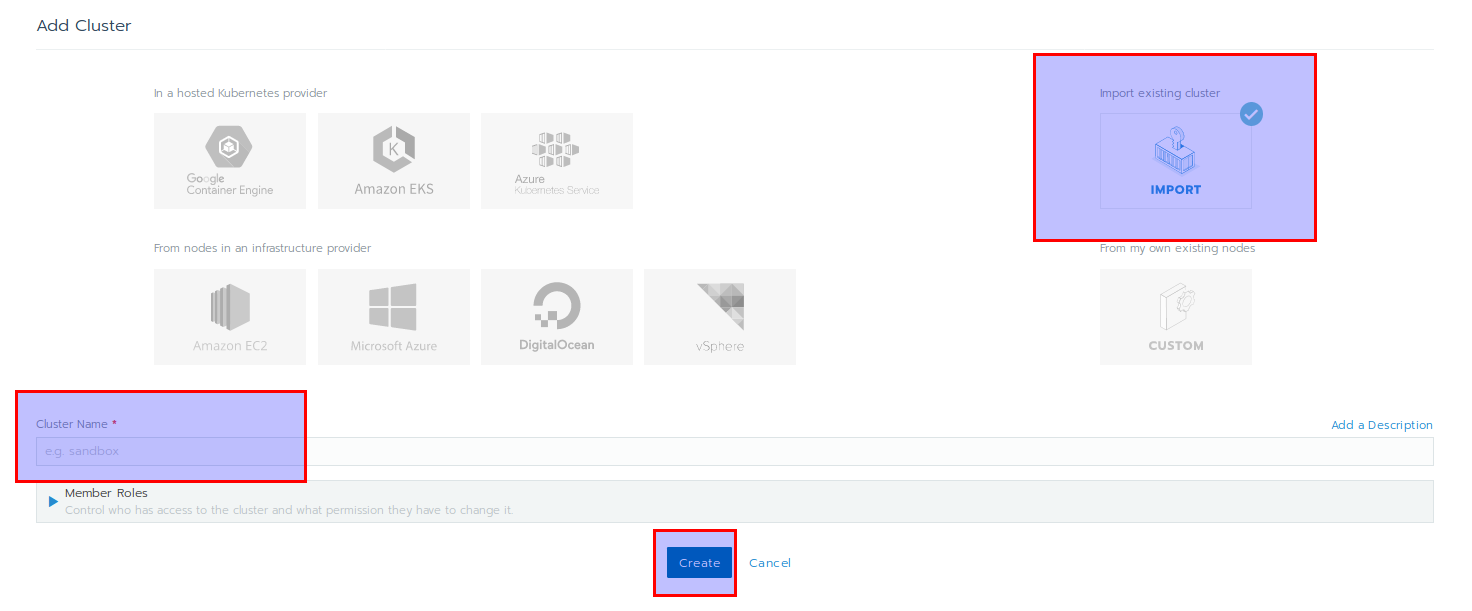 Add Cluster
In a hosted Kubernetes provider
Import existing cluster
Google
Container Engine
K
Amazon EKS
Azure
Kubernetes Service
IMPORT
From nodes in an infrastructure provider
From my own existing nodes
Amazon EC2
Microsoft Azure
DigitalOcean
vSphere
CUSTOM
Cluster Name *
Add a Description
e.g. sandbox
Member Roles
Control who has access to the cluster and what permission they have to change it.
Create
Cancel